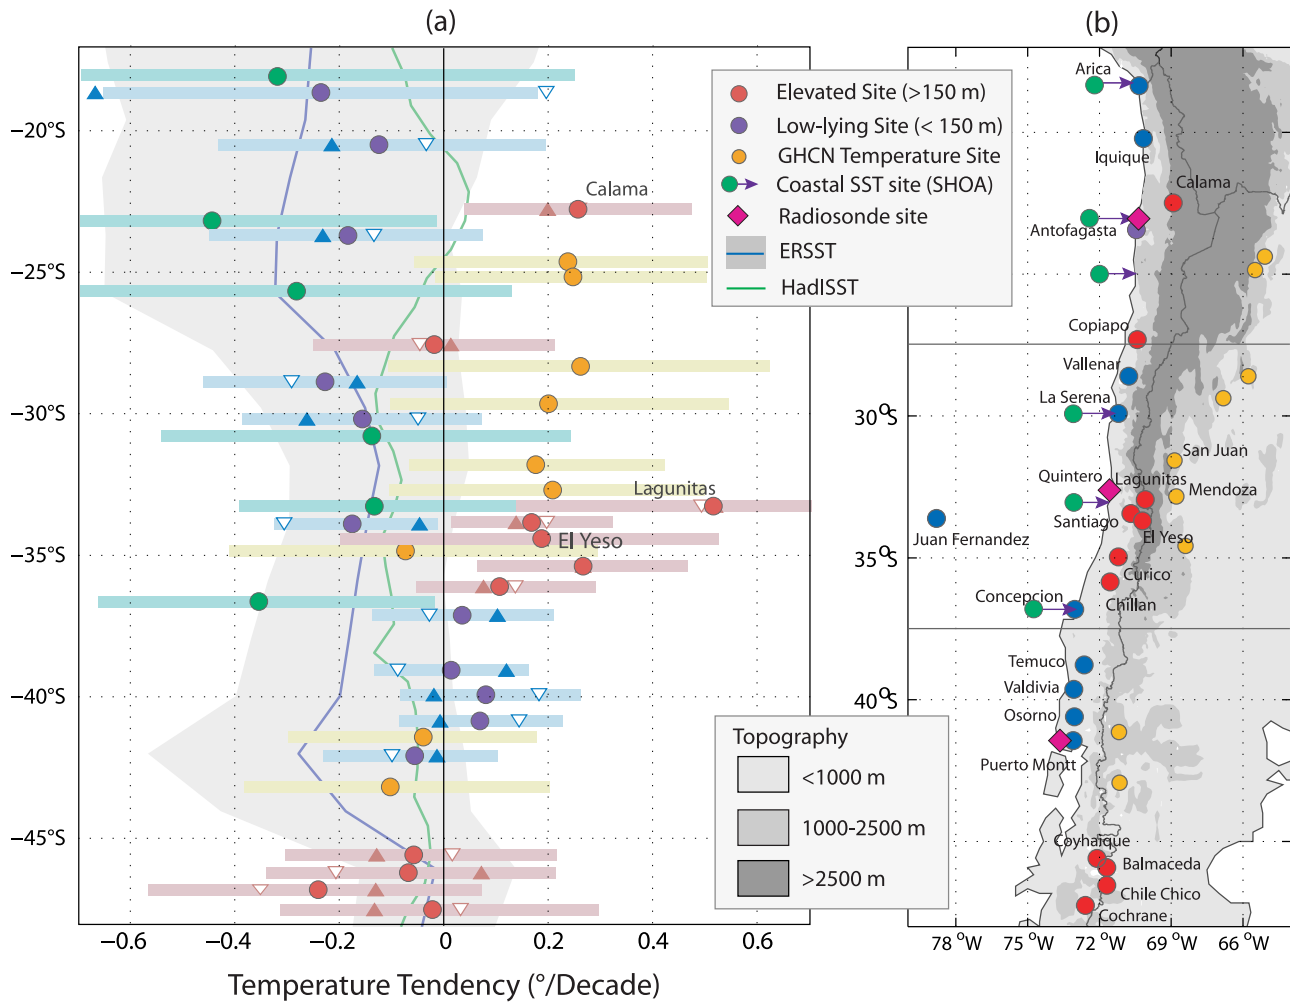 (a)
(b)
−20°S
−25°S
−30°S
−35°S
−40°S
−45°S
−0.6
−0.4
−0.2
0
0.2
0.4
0.6
Temperature Tendency (°/Decade)
Calama
Lagunitas
El Yeso
Elevated Site (>150 m)
Low-lying Site (< 150 m)
GHCN Temperature Site
Coastal SST site (SHOA)
Radiosonde site
ERSST
HadISST
Topography
<1000 m
1000-2500 m
>2500 m
Arica
Iquique
Calama
Antofagasta
Copiapo
Vallenar
La Serena
30°S
San Juan
Quintero
Lagunitas
Mendoza
Santiago
El Yeso
Juan Fernandez
35°S
Curico
Concepcion
Chillan
Temuco
Valdivia
40°S
Osorno
Puerto Montt
Coyhaique
Balmaceda
Chile Chico
Cochrane
78 °W
75°W
72°W
69°W
66°W